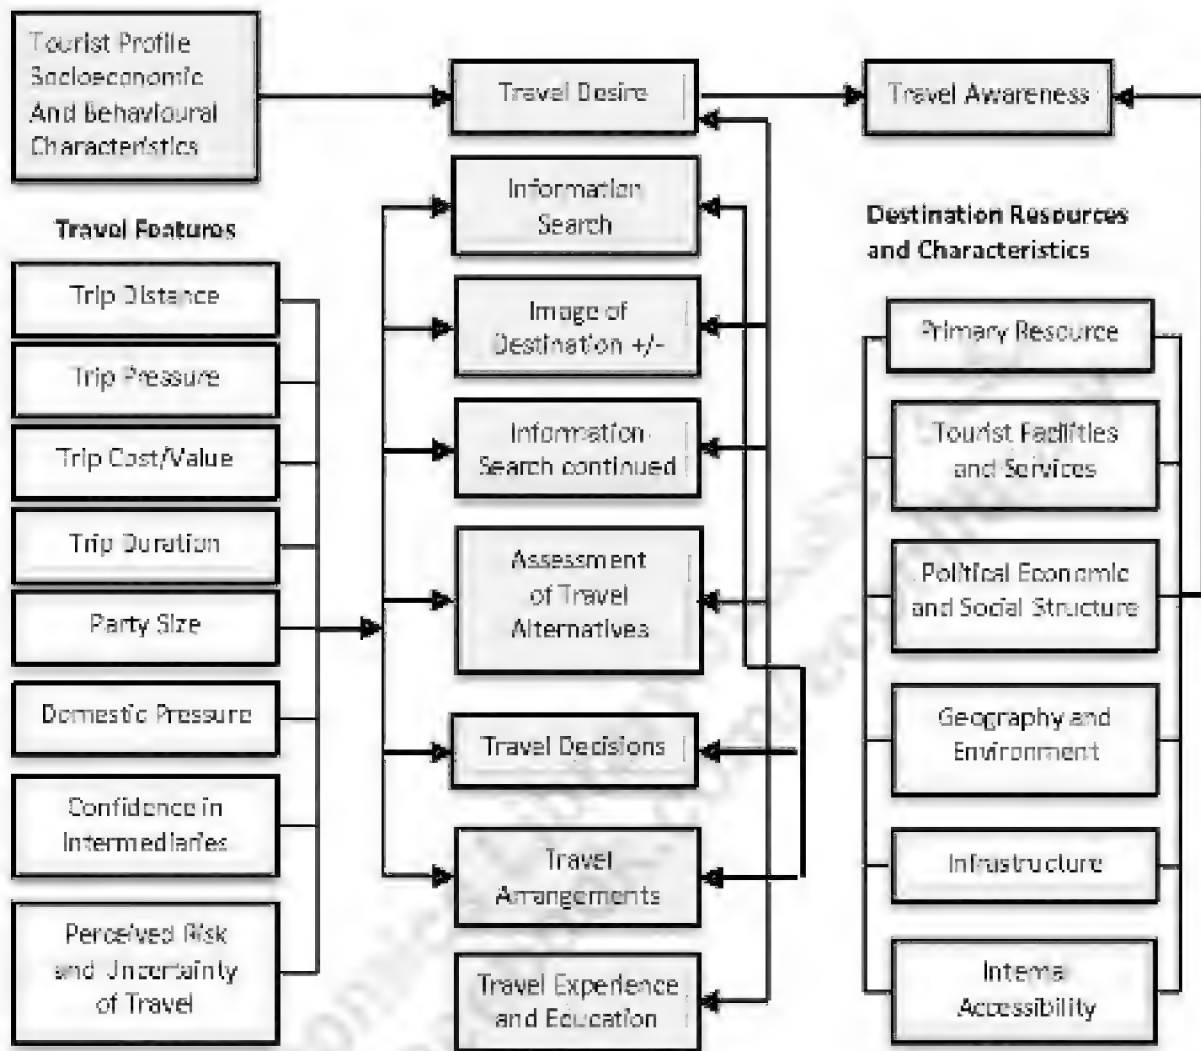 Tourist Profile
Socioeconomic
And Behavioural
Characteristics
Travel Desire
Travel Awareness
Travel Features
Trip Distance
Trip Pressure
Trip Cost/Value
Trip Duration
Party Size
Domestic Pressure
Confidence in
Intermediaries
Perceived Risk
and Uncertainty
of Travel
Information
Search
Image of
Destination +/-
Information
Search continued
Assessment
of Travel
Alternatives
Travel Decisions
Travel
Arrangements
Travel Experience
and Education
Destination Resources
and Characteristics
Primary Resource
Tourist Facilities
and Services
Political Economic
and Social Structure
Geography and
Environment
Infrastructure
Internal
Accessibility